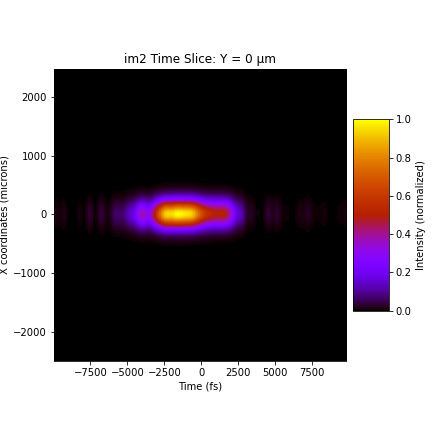 im2 Time Slice: Y = 0 μm
2000
1000
0
−1000
−2000
X coordinates (microns)
−7500 −5000 −2500 0 2500 5000 7500
Time (fs)
1.0
0.8
0.6
0.4
0.2
0.0
Intensity (normalized)